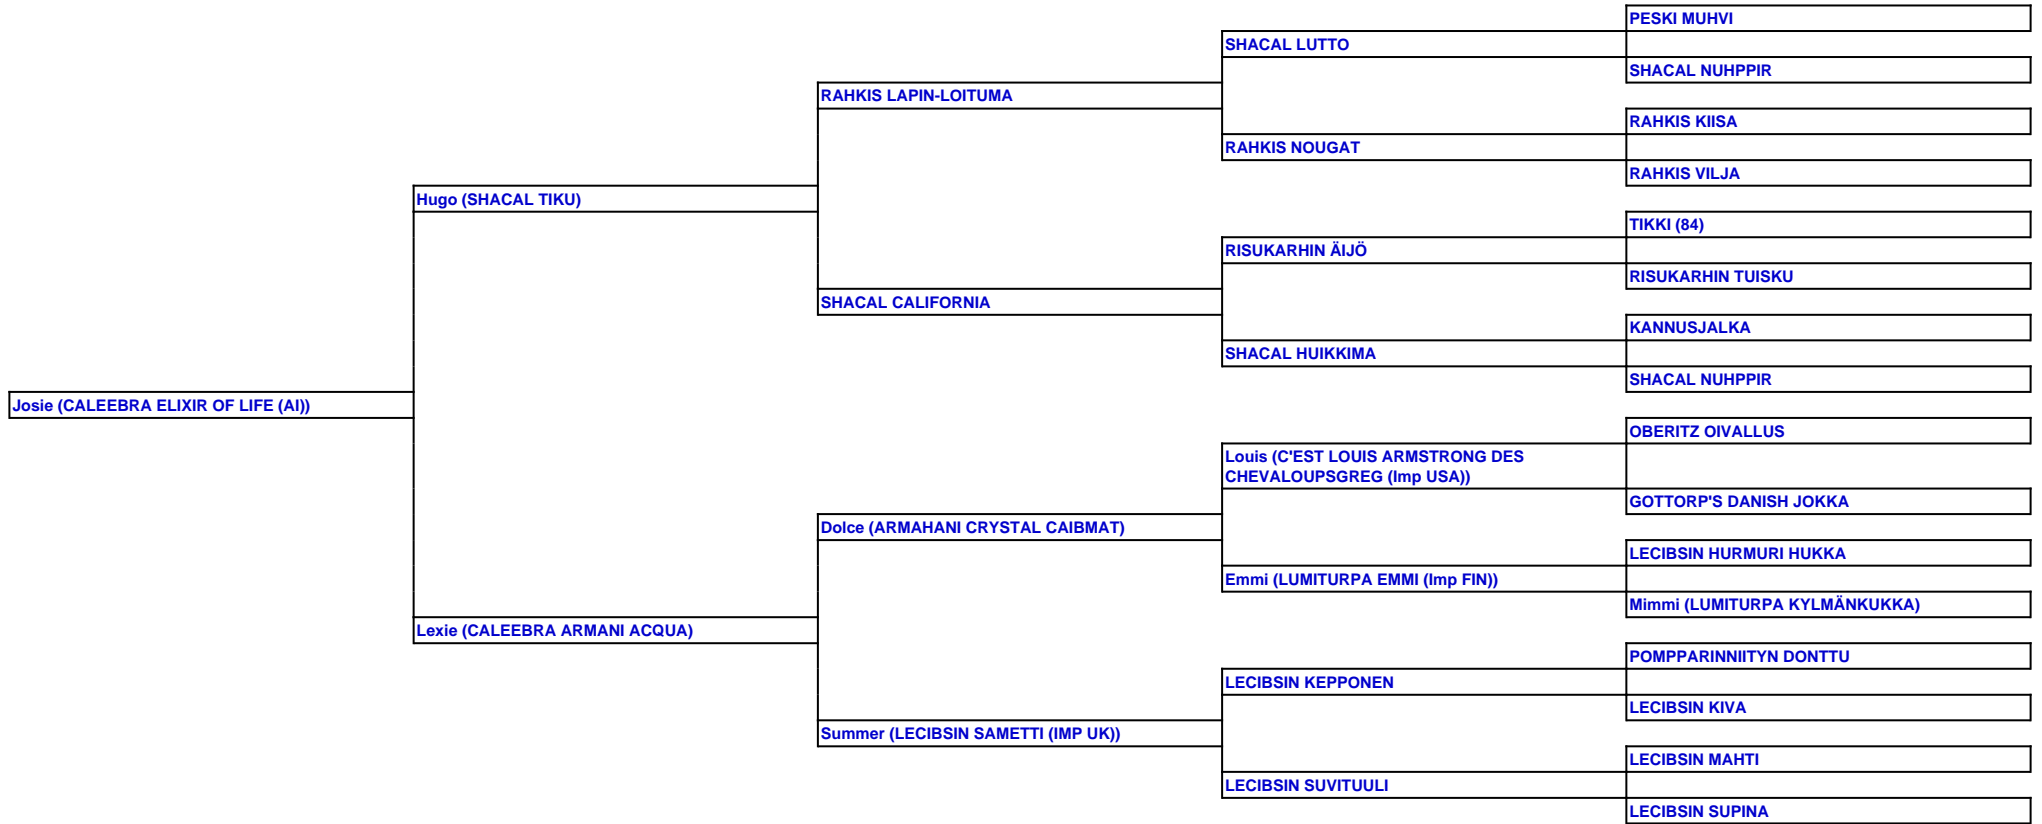 PESKI MUHVI
SHACAL LUTTO
SHACAL NUHPPIR
RAHKIS LAPIN-LOITUMA
RAHKIS KIISA
RAHKIS NOUGAT
RAHKIS VILJA
Hugo (SHACAL TIKU)
TIKKI (84)
RISUKARHIN ÄIJÖ
RISUKARHIN TUISKU
SHACAL CALIFORNIA
KANNUSJALKA
SHACAL HUIKKIMA
SHACAL NUHPPIR
Josie (CALEEBRA ELIXIR OF LIFE (AI))
OBERITZ OIVALLUS
Louis (C'EST LOUIS ARMSTRONG DES
CHEVALOUPSGREG (Imp USA))
GOTTORP'S DANISH JOKKA
Dolce (ARMAHANI CRYSTAL CAIBMAT)
LECIBSIN HURMURI HUKKA
Emmi (LUMITURPA EMMI (Imp FIN))
Mimmi (LUMITURPA KYLMÄNKUKKA)
Lexie (CALEEBRA ARMANI ACQUA)
POMPPARINNIITYN DONTTU
LECIBSIN KEPPONEN
LECIBSIN KIVA
Summer (LECIBSIN SAMETTI (IMP UK))
LECIBSIN MAHTI
LECIBSIN SUVITUULI
LECIBSIN SUPINA